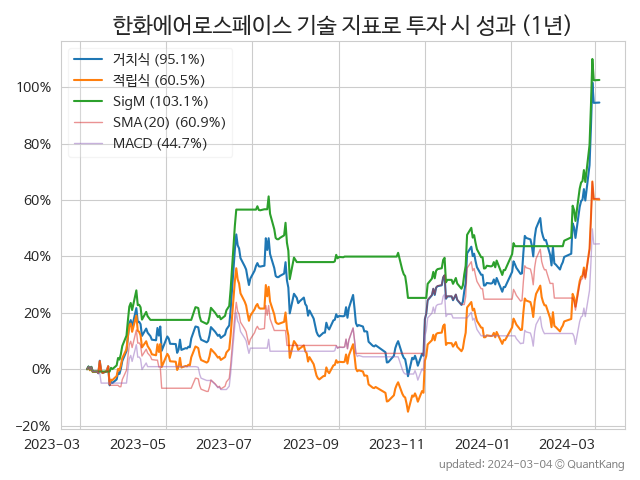 한화에어로스페이스 기술 지표로 투자 시 성과 (1년)
거치식 (95.1%)
적립식 (60.5%)
SigM (103.1%)
SMA(20) (60.9%)
MACD (44.7%)
100%
80%
60%
40%
20%
0%
−20%
2023-03 2023-05 2023-07 2023-09 2023-11 2024-01 2024-03
updated: 2024-03-04 © QuantKang